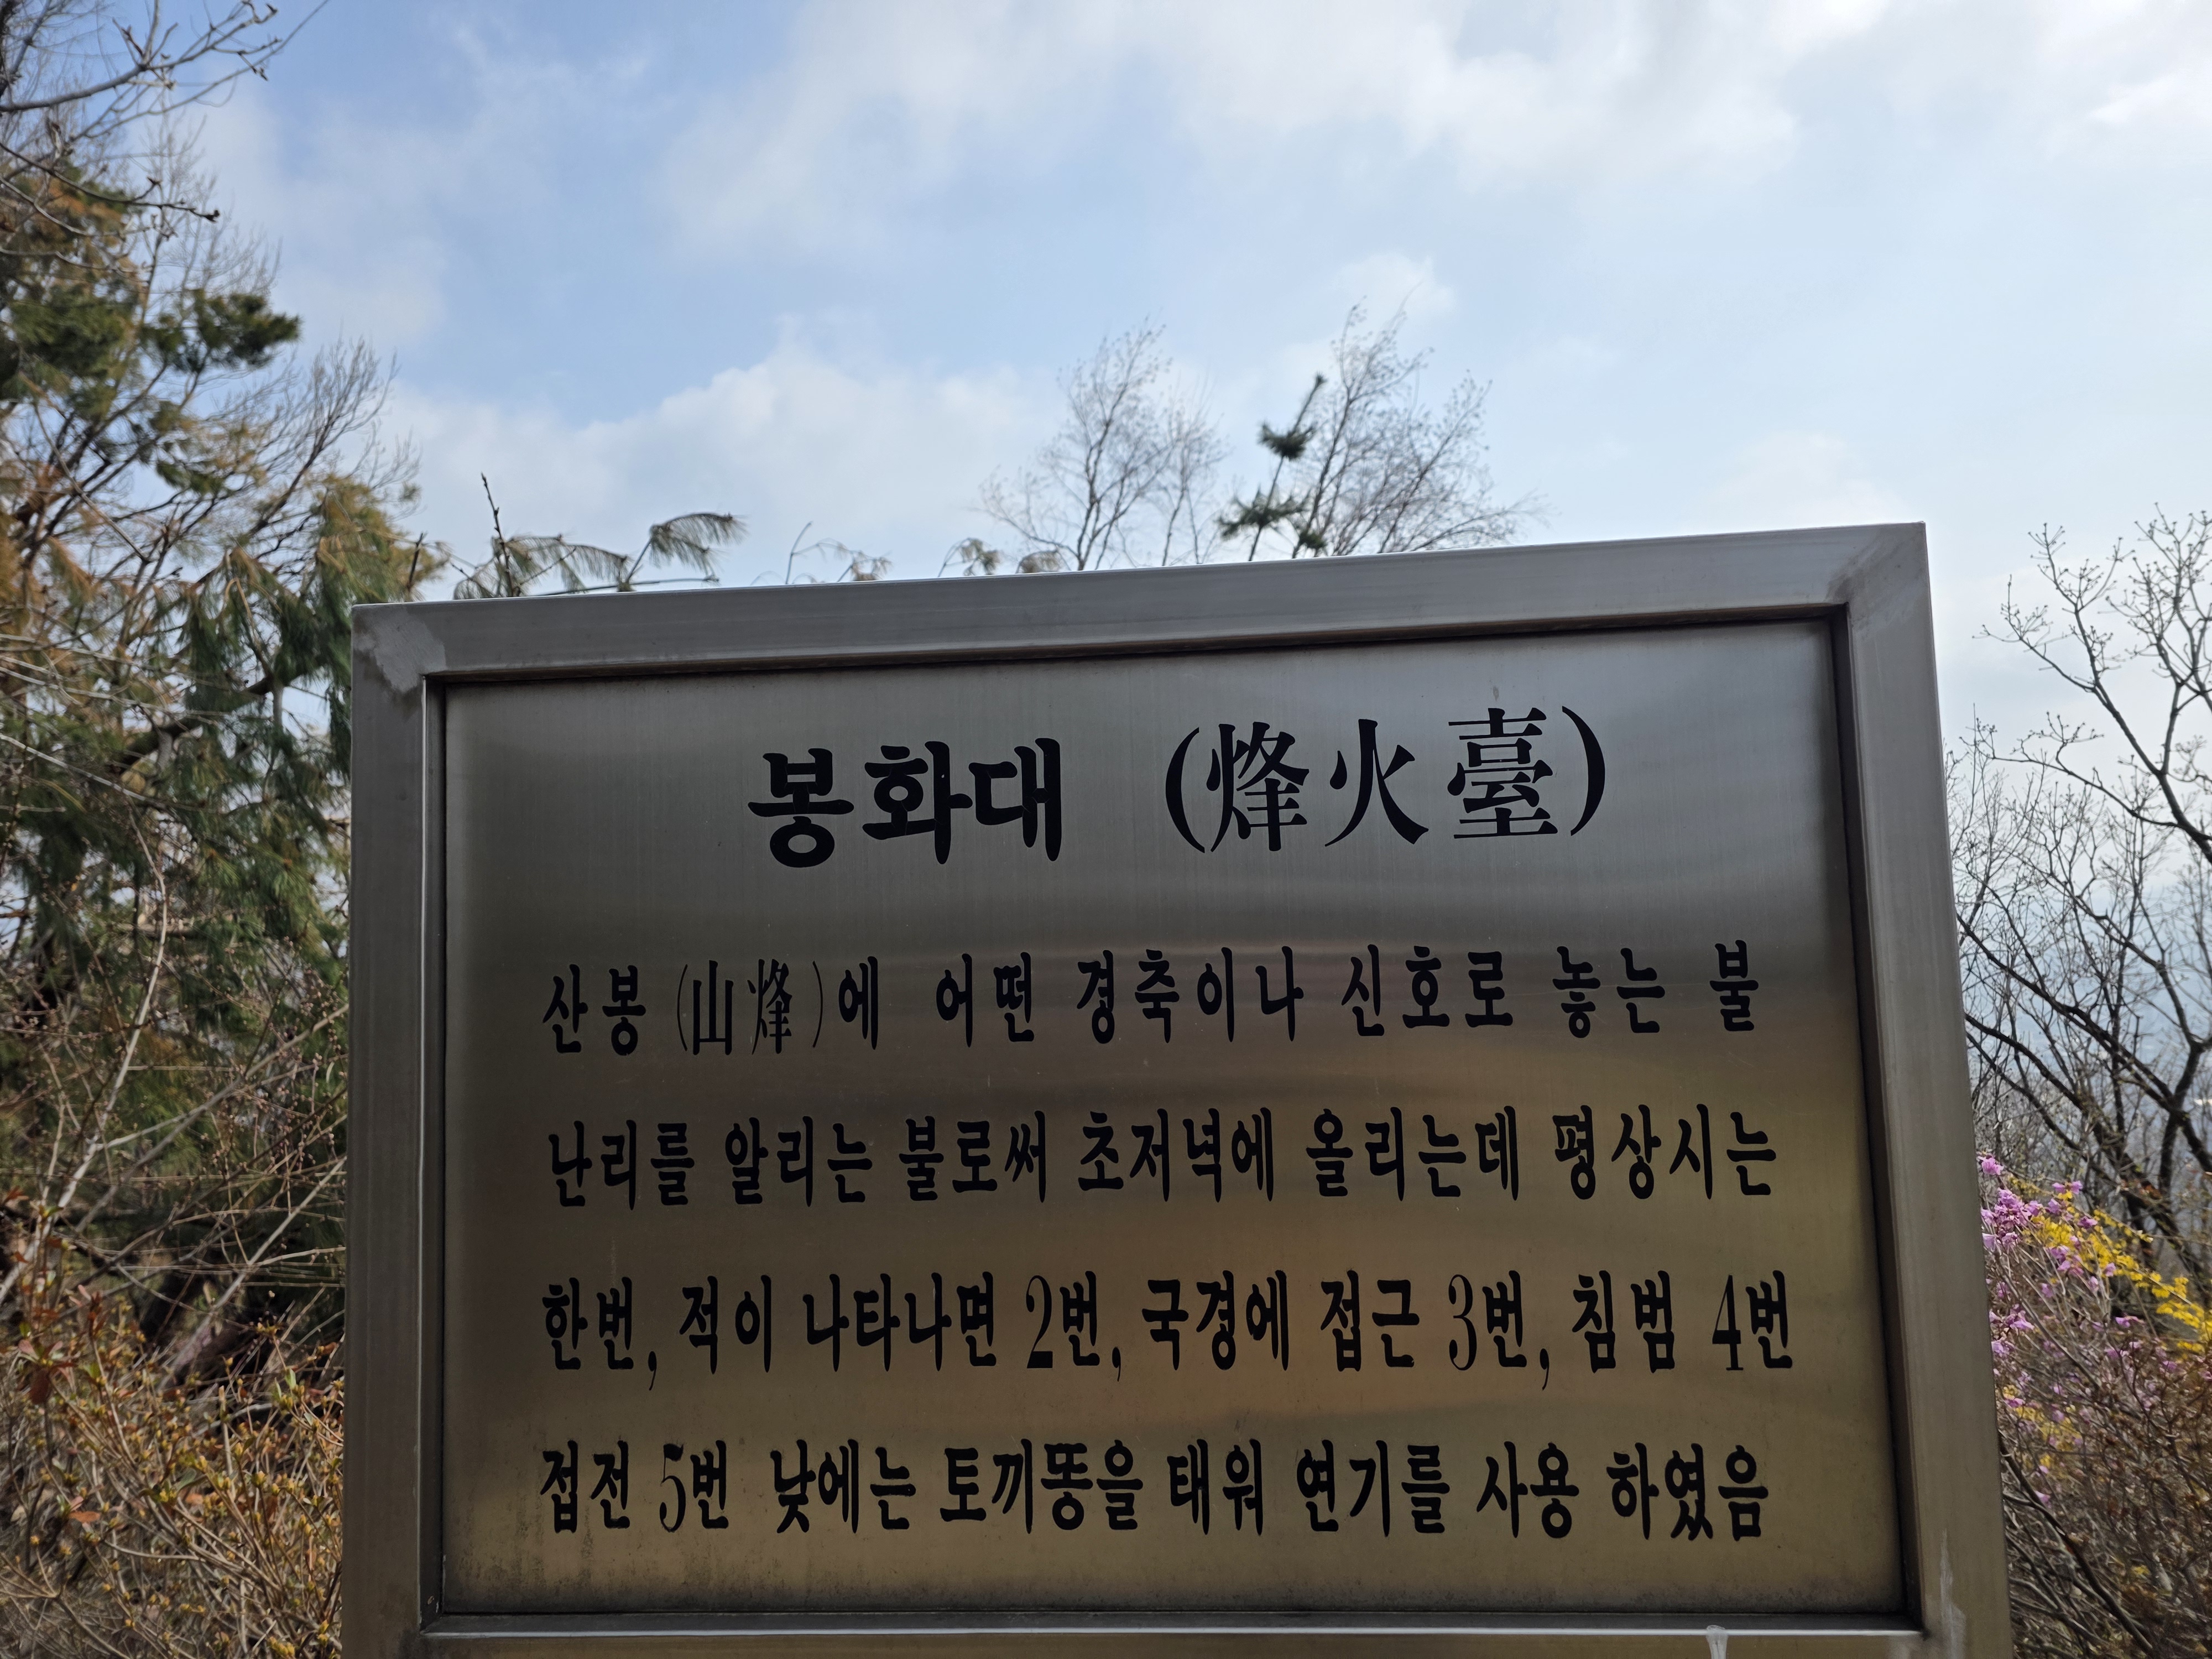 봉화대 (烽火臺)
산봉 (山烽)에 어떤 경축이나 신호로 놓는 불
난리를 알리는 불로써 초저녁에 올리는데 평상시는
한번, 적이 나타나면 2번, 국경에 접근 3번, 침범 4번
접전 5번 낮에는 토끼똥을 태워 연기를 사용 하였음